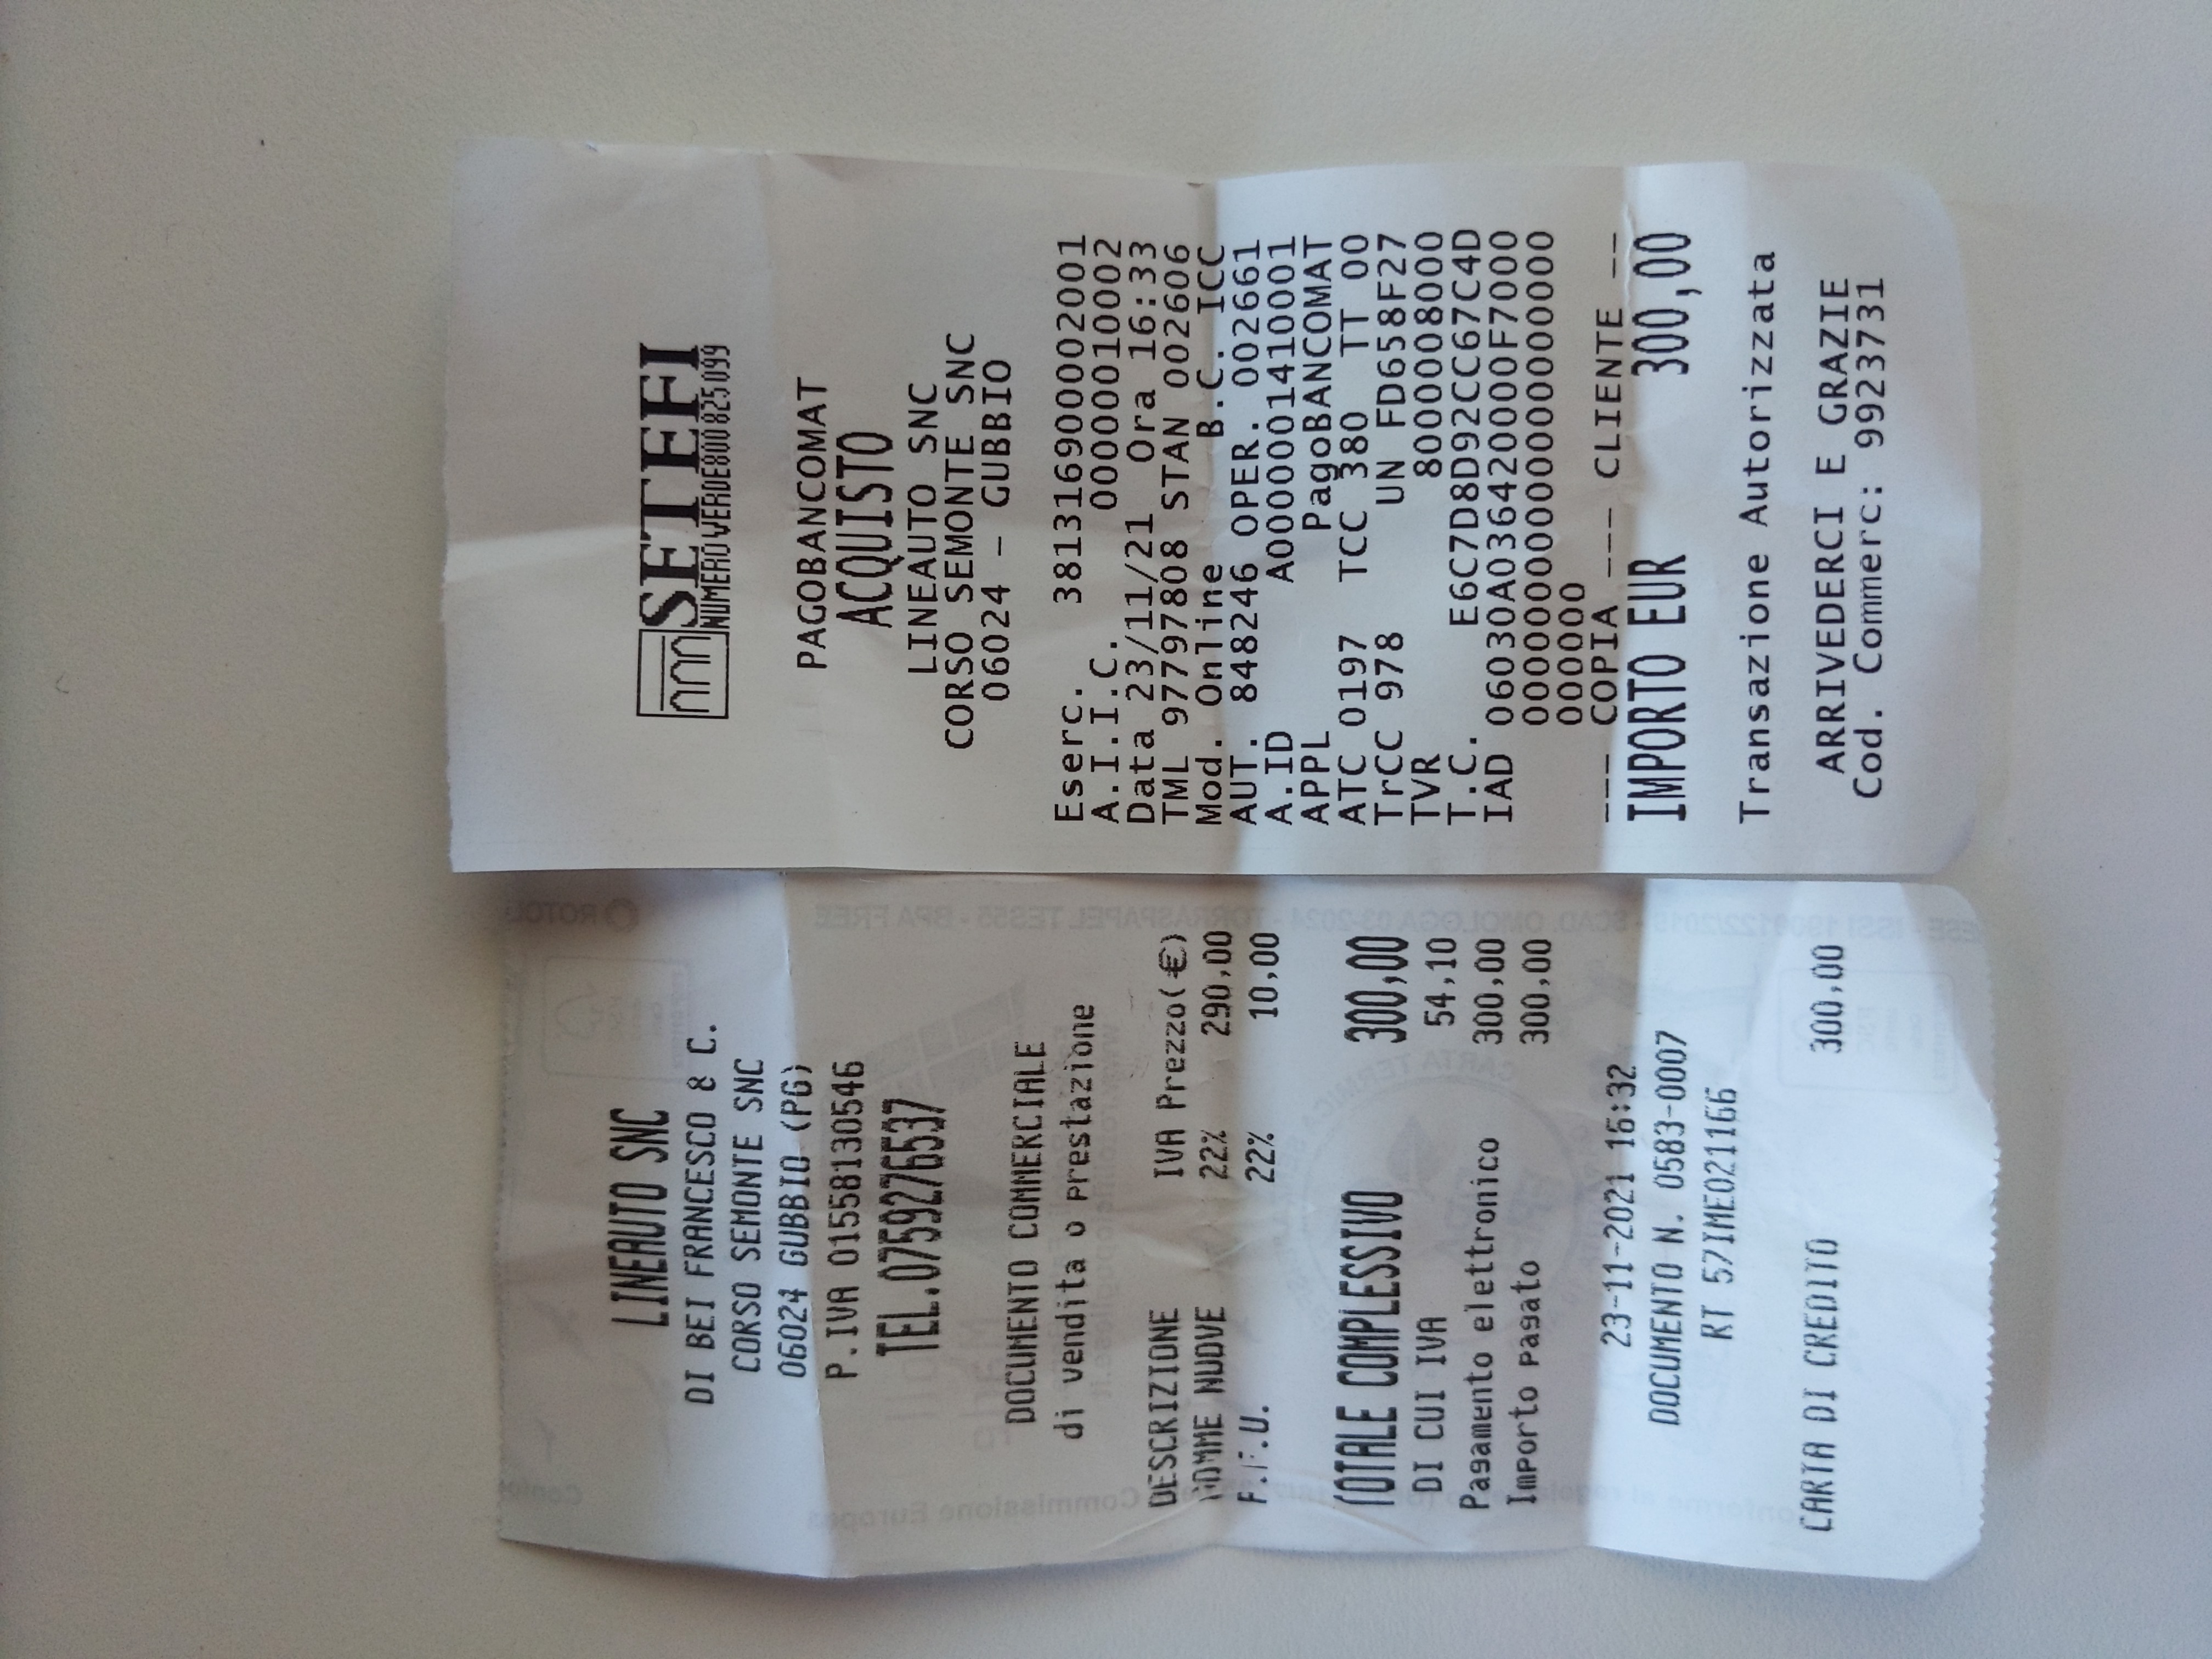 LINEAUTO SNC
DI BEI FRANCESCO & C.
CORSO SEMONTE SNC
06024 GUBBIO (PG)
P.IVA 01558130546
TEL.0759276537
DOCUMENTO COMMERCIALE
di vendita o prestazione
DESCRIZIONE IVA Prezzo(€)
GOMME NUOVE 22% 290,00
P.F.U. 22% 10,00
TOTALE COMPLESSIVO 300,00
DI CUI IVA 54,10
Pagamento elettronico 300,00
Importo pagato 300,00
23-11-2021 16:32
DOCUMENTO N. 0583-0007
RT 57IME021166
CARTA DI CREDITO 300,00
SETEFI
NUMERO VERDE 800 825 099
PAGOBANCOMAT
ACQUISTO
LINEAUTO SNC
CORSO SEMONTE SNC
06024 - GUBBIO
Eserc. 381316900002001
A.I.I.C. 00000010002
Data 23/11/21 Ora 16:33
TML 97797808 STAN 002606
Mod. Online B.C. ICC
AUT. 848246 OPER. 002661
A.ID A0000001410001
APPL PagoBANCOMAT
ATC 0197 TCC 380 TT 00
TrCC 978 UN FD658F27
TVR 8000008000
T.C. E6C7D8D92CC67C4D
IAD 06030A036420000F7000
00000000000000000000
000000
--- COPIA --- CLIENTE --
IMPORTO EUR 300,00
Transazione Autorizzata
ARRIVEDERCI E GRAZIE
Cod. Commerc: 9923731